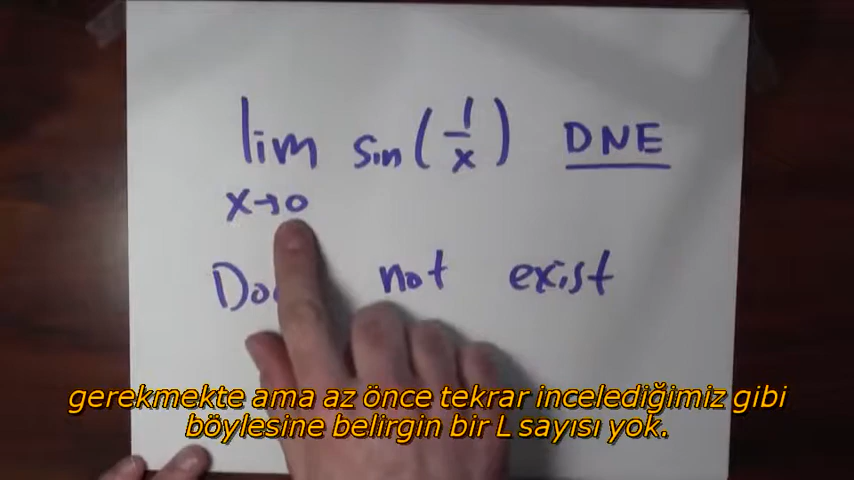 lim sin(1/x) DNE
x→0
Do not exist
gerekmekte ama az önce tekrar incelediğimiz gibi
böylesine belirgin bir L sayısı yok.